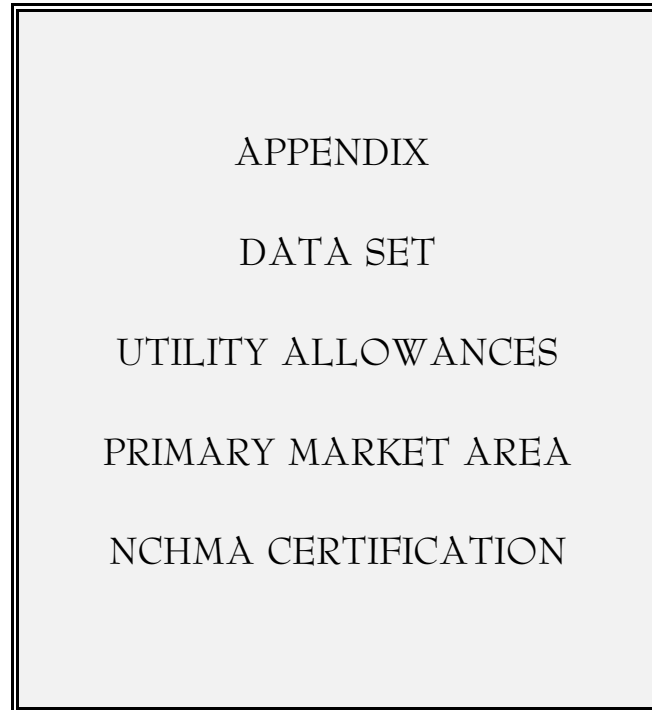 APPENDIX
DATA SET
UTILITY ALLOWANCES
PRIMARY MARKET AREA
NCHMA CERTIFICATION